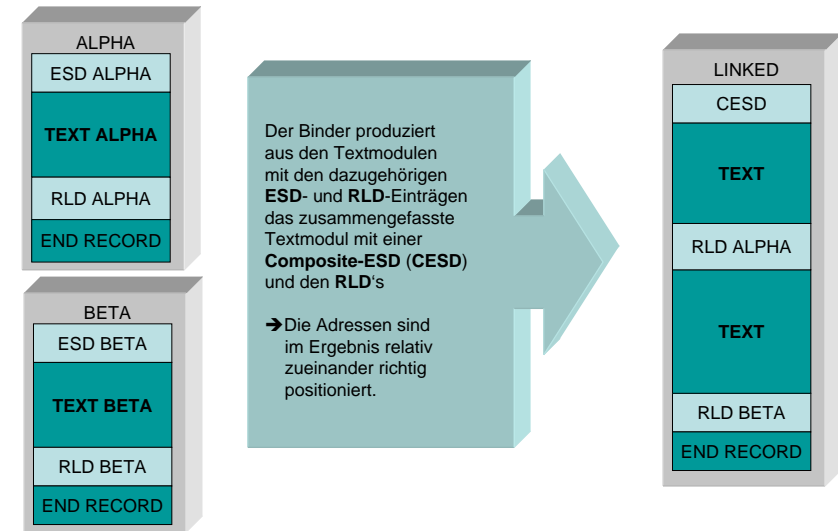 ALPHA
ESD ALPHA
TEXT ALPHA
RLD ALPHA
END RECORD
BETA
ESD BETA
TEXT BETA
RLD BETA
END RECORD
Der Binder produziert
aus den Textmodulen
mit den dazugehörigen
ESD- und RLD-Einträgen
das zusammengefasste
Textmodul mit einer
Composite-ESD (CESD)
und den RLD‘s
➔Die Adressen sind
im Ergebnis relativ
zueinander richtig
positioniert.
LINKED
CESD
TEXT
RLD ALPHA
TEXT
RLD BETA
END RECORD